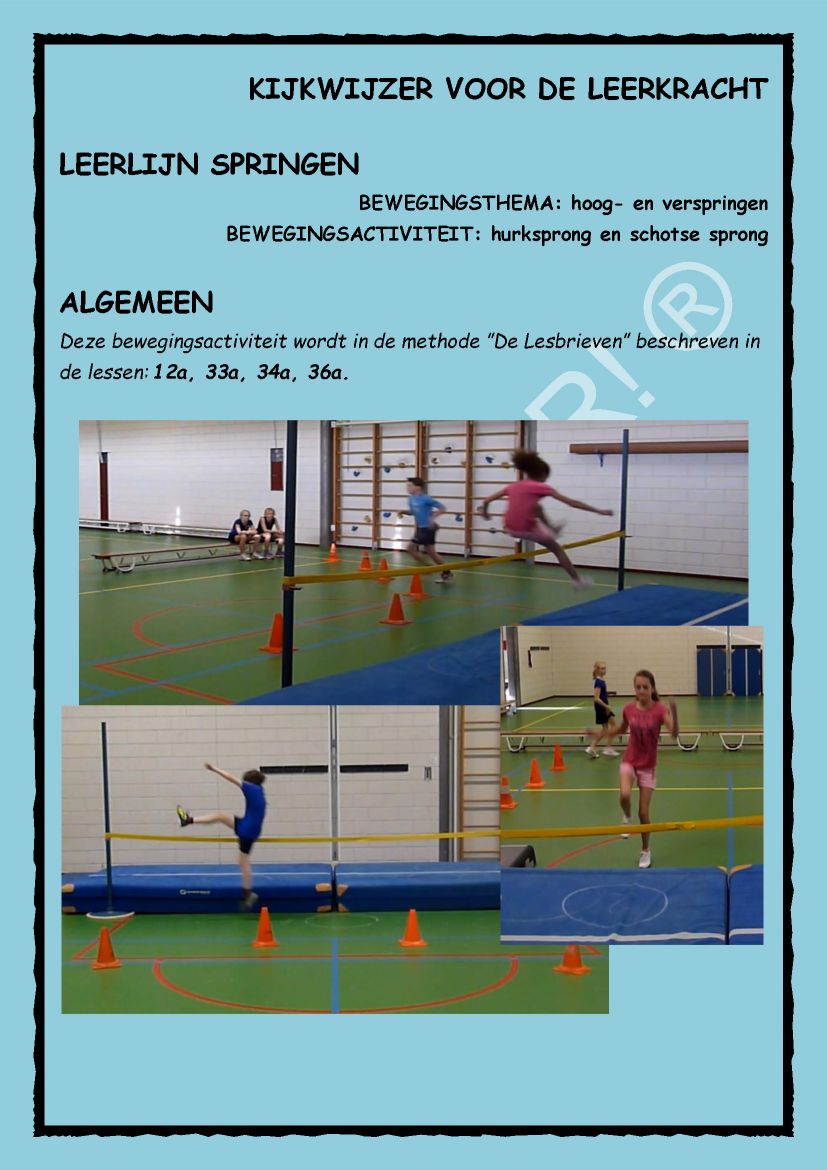 KIJKWIJZER VOOR DE LEERKRACHT
LEERLIJN SPRINGEN
BEWEGINGSTHEMA: hoog- en verspringen
BEWEGINGSACTIVITEIT: hurksprong en schotse sprong
ALGEMEEN
Deze bewegingsactiviteit wordt in de methode "De Lesbrieven" beschreven in
de lessen: 12a, 33a, 34a, 36a.
R! ®